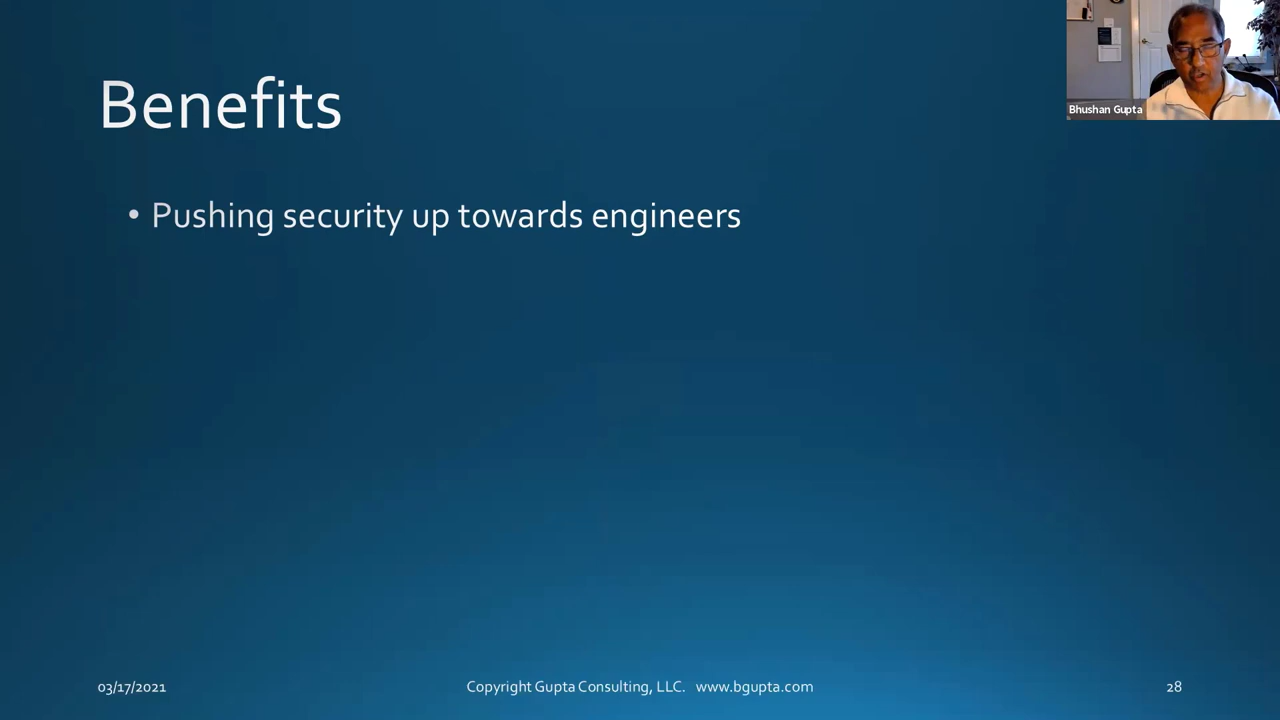 Benefits
Bhushan Gupta
• Pushing security up towards engineers
03/17/2021
Copyright Gupta Consulting, LLC. www.bgupta.com
28